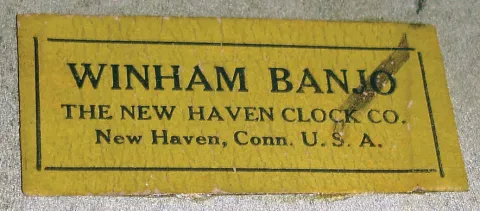 WINHAM BANJO
THE NEW HAVEN CLOCK CO.
New Haven, Conn. U. S. A.